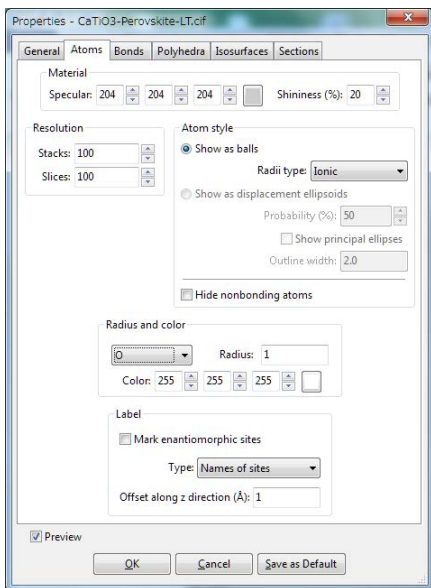 Properties - CaTiO3-Perovskite-LT.cif
General Atoms Bonds Polyhedra Isosurfaces Sections
Material
Specular: 204 204 204 Shininess (%): 20
Resolution
Stacks: 100
Slices: 100
Atom style
Show as balls
Radii type: Ionic
Show as displacement ellipsoids
Probability (%): 50
Show principal ellipses
Outline width: 2.0
Hide nonbonding atoms
Radius and color
O Radius: 1
Color: 255 255 255
Label
Mark enantiomorphic sites
Type: Names of sites
Offset along z direction (Å): 1
Preview
OK Cancel Save as Default